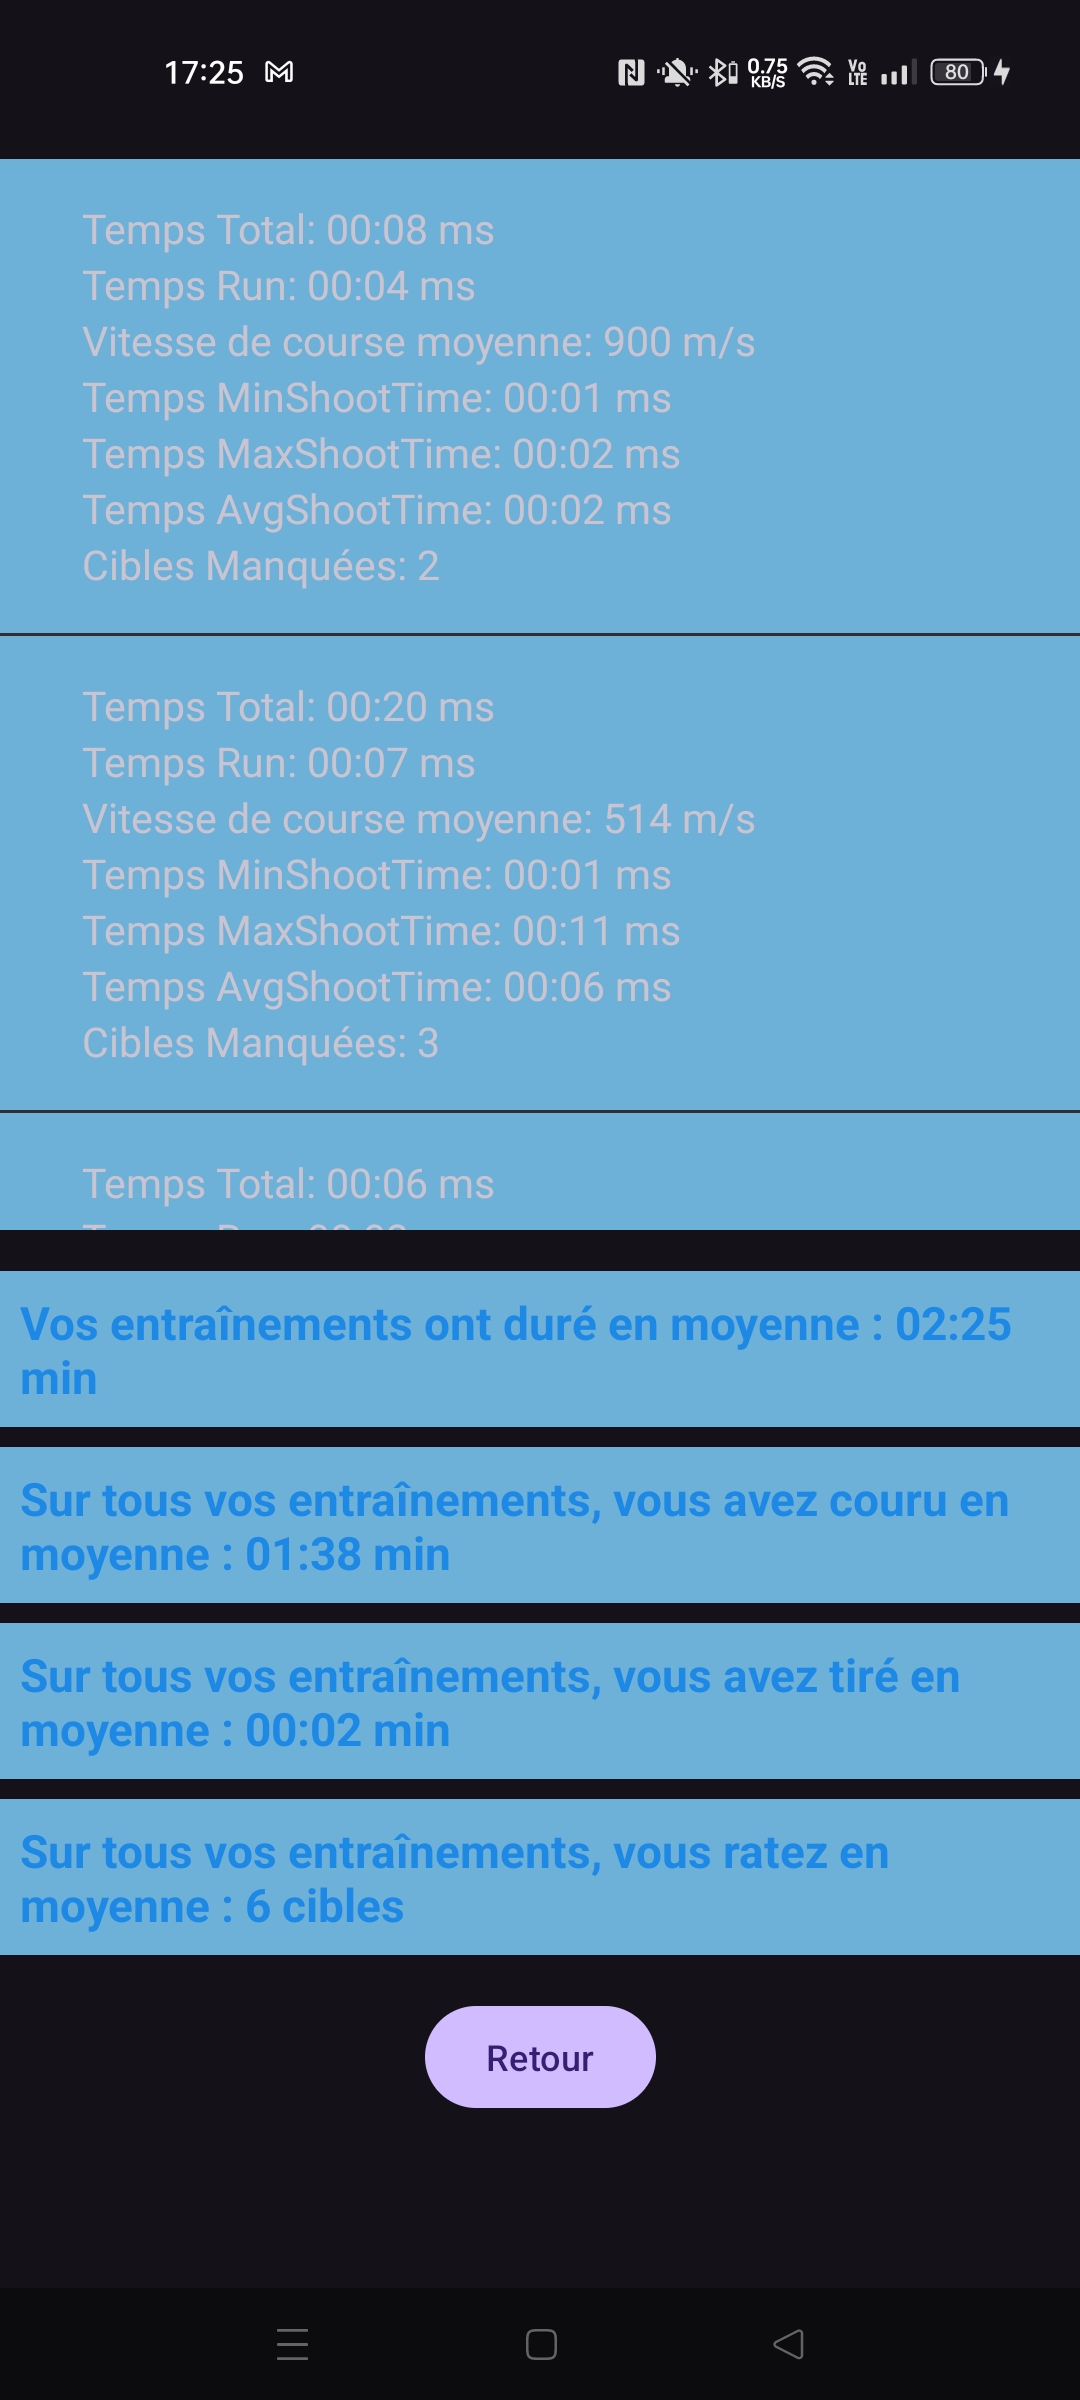 17:25
0.75
KB/S
Vo
LTE
80
Temps Total: 00:08 ms
Temps Run: 00:04 ms
Vitesse de course moyenne: 900 m/s
Temps MinShootTime: 00:01 ms
Temps MaxShootTime: 00:02 ms
Temps AvgShootTime: 00:02 ms
Cibles Manquées: 2
Temps Total: 00:20 ms
Temps Run: 00:07 ms
Vitesse de course moyenne: 514 m/s
Temps MinShootTime: 00:01 ms
Temps MaxShootTime: 00:11 ms
Temps AvgShootTime: 00:06 ms
Cibles Manquées: 3
Temps Total: 00:06 ms
Vos entraînements ont duré en moyenne : 02:25
min
Sur tous vos entraînements, vous avez couru en
moyenne : 01:38 min
Sur tous vos entraînements, vous avez tiré en
moyenne : 00:02 min
Sur tous vos entraînements, vous ratez en
moyenne : 6 cibles
Retour